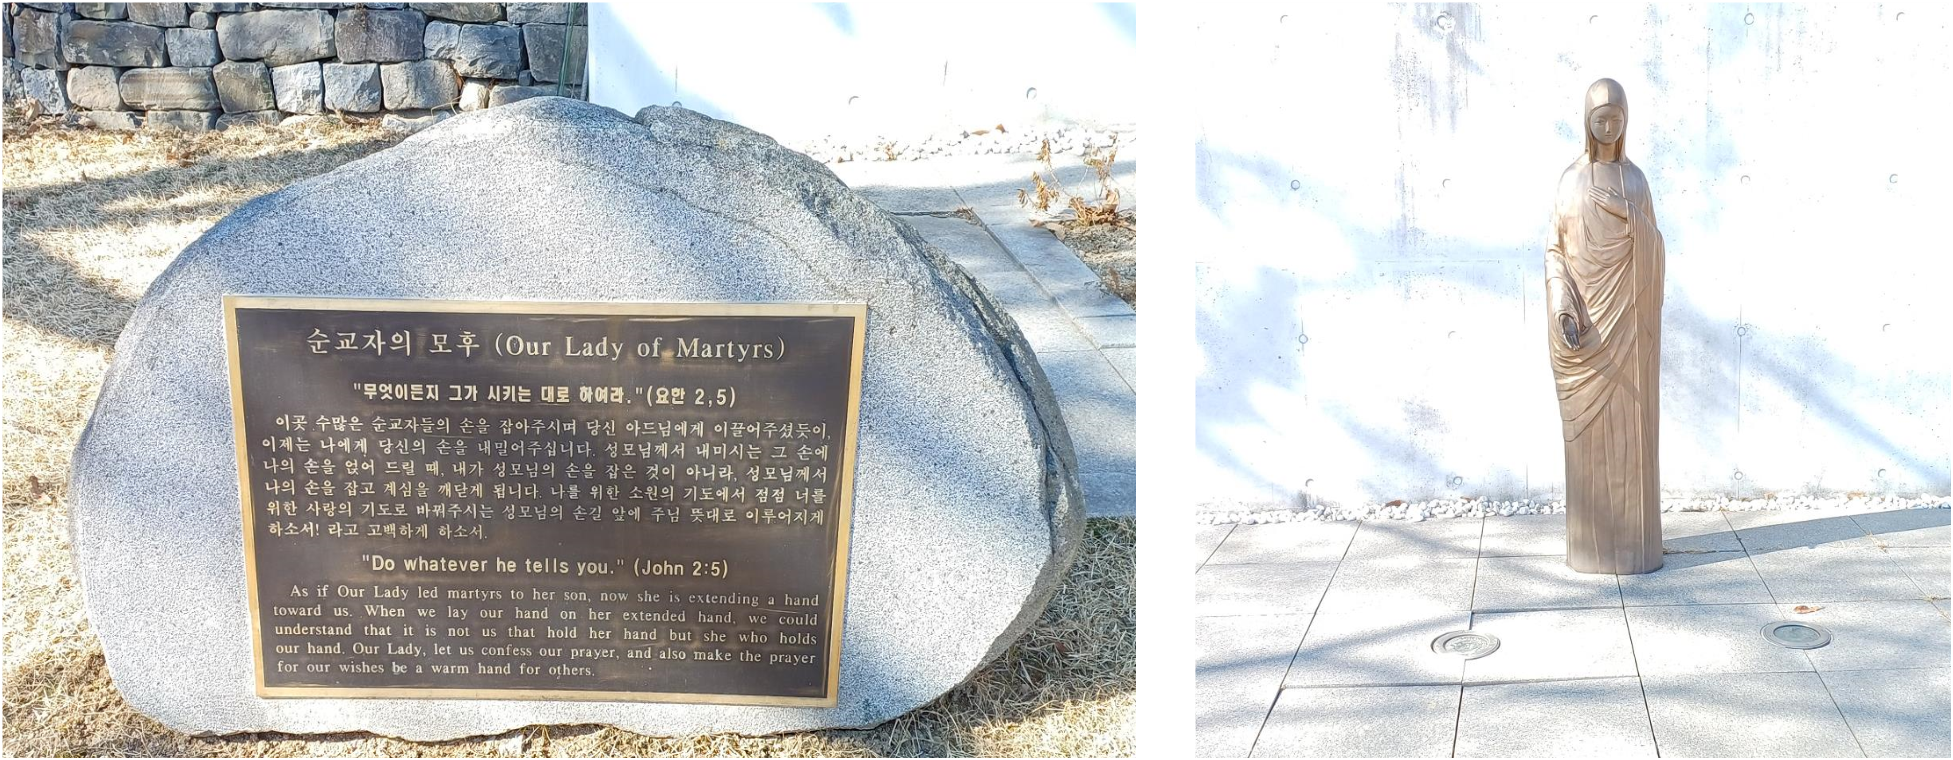 순교자의 모후 (Our Lady of Martyrs)
"무엇이든지 그가 시키는 대로 하여라."(요한 2,5)
이곳 수많은 순교자들의 손을 잡아주시며 당신 아드님에게 이끌어주셨듯이,
이제는 나에게 당신의 손을 내밀어주십니다. 성모님께서 내미시는 그 손에
나의 손을 얹어 드릴 때, 내가 성모님의 손을 잡은 것이 아니라, 성모님께서
나의 손을 잡고 계심을 깨닫게 됩니다. 나를 위한 소원의 기도에서 점점 너를
위한 사랑의 기도로 바꿔주시는 성모님의 손길 앞에 주님 뜻대로 이루어지게
하소서! 라고 고백하게 하소서.
"Do whatever he tells you." (John 2:5)
As if Our Lady led martyrs to her son, now she is extending a hand
toward us. When we lay our hand on her extended hand, we could
understand that it is not us that hold her hand but she who holds
our hand. Our Lady, let us confess our prayer, and also make the prayer
for our wishes be a warm hand for others.